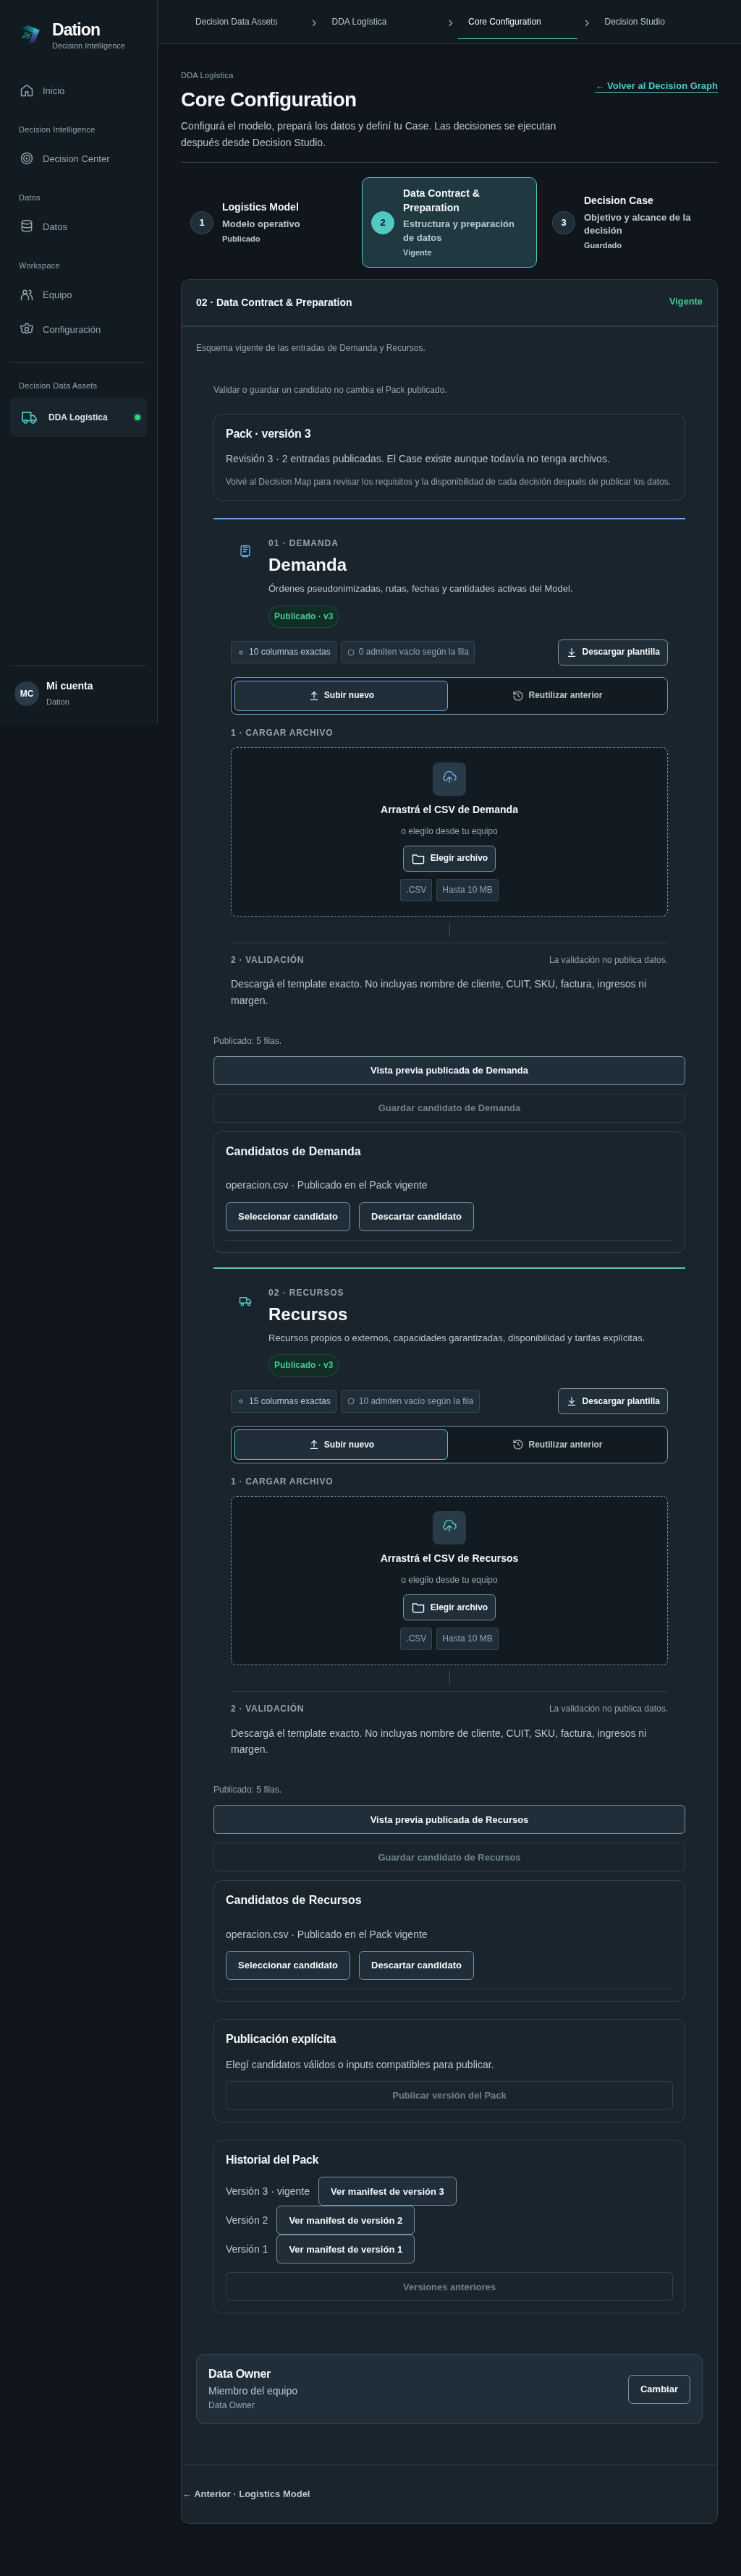 Dation
Decision Intelligence
Inicio
Decision Intelligence
Decision Center
Datos
Datos
Workspace
Equipo
Configuración
Decision Data Assets
DDA Logística
MC
Mi cuenta
Dation
Decision Data Assets › DDA Logística › Core Configuration › Decision Studio
DDA Logística
← Volver al Decision Graph
Core Configuration
Configurá el modelo, prepará los datos y definí tu Case. Las decisiones se ejecutan
después desde Decision Studio.
1
Logistics Model
Modelo operativo
Publicado
2
Data Contract &
Preparation
Estructura y preparación
de datos
Vigente
3
Decision Case
Objetivo y alcance de la
decisión
Guardado
02 · Data Contract & Preparation
Vigente
Esquema vigente de las entradas de Demanda y Recursos.
Validar o guardar un candidato no cambia el Pack publicado.
Pack · versión 3
Revisión 3 · 2 entradas publicadas. El Case existe aunque todavía no tenga archivos.
Volvé al Decision Map para revisar los requisitos y la disponibilidad de cada decisión después de publicar los datos.
01 · DEMANDA
Demanda
Órdenes pseudonimizadas, rutas, fechas y cantidades activas del Model.
Publicado · v3
10 columnas exactas
0 admiten vacío según la fila
Descargar plantilla
Subir nuevo
Reutilizar anterior
1 · CARGAR ARCHIVO
Arrastrá el CSV de Demanda
o elegilo desde tu equipo
Elegir archivo
.CSV
Hasta 10 MB
2 · VALIDACIÓN
La validación no publica datos.
Descargá el template exacto. No incluyas nombre de cliente, CUIT, SKU, factura, ingresos ni
margen.
Publicado: 5 filas.
Vista previa publicada de Demanda
Guardar candidato de Demanda
Candidatos de Demanda
operacion.csv · Publicado en el Pack vigente
Seleccionar candidato
Descartar candidato
02 · RECURSOS
Recursos
Recursos propios o externos, capacidades garantizadas, disponibilidad y tarifas explícitas.
Publicado · v3
15 columnas exactas
10 admiten vacío según la fila
Descargar plantilla
Subir nuevo
Reutilizar anterior
1 · CARGAR ARCHIVO
Arrastrá el CSV de Recursos
o elegilo desde tu equipo
Elegir archivo
.CSV
Hasta 10 MB
2 · VALIDACIÓN
La validación no publica datos.
Descargá el template exacto. No incluyas nombre de cliente, CUIT, SKU, factura, ingresos ni
margen.
Publicado: 5 filas.
Vista previa publicada de Recursos
Guardar candidato de Recursos
Candidatos de Recursos
operacion.csv · Publicado en el Pack vigente
Seleccionar candidato
Descartar candidato
Publicación explícita
Elegí candidatos válidos o inputs compatibles para publicar.
Publicar versión del Pack
Historial del Pack
Versión 3 · vigente
Ver manifest de versión 3
Versión 2
Ver manifest de versión 2
Versión 1
Ver manifest de versión 1
Versiones anteriores
Data Owner
Miembro del equipo
Data Owner
Cambiar
← Anterior · Logistics Model